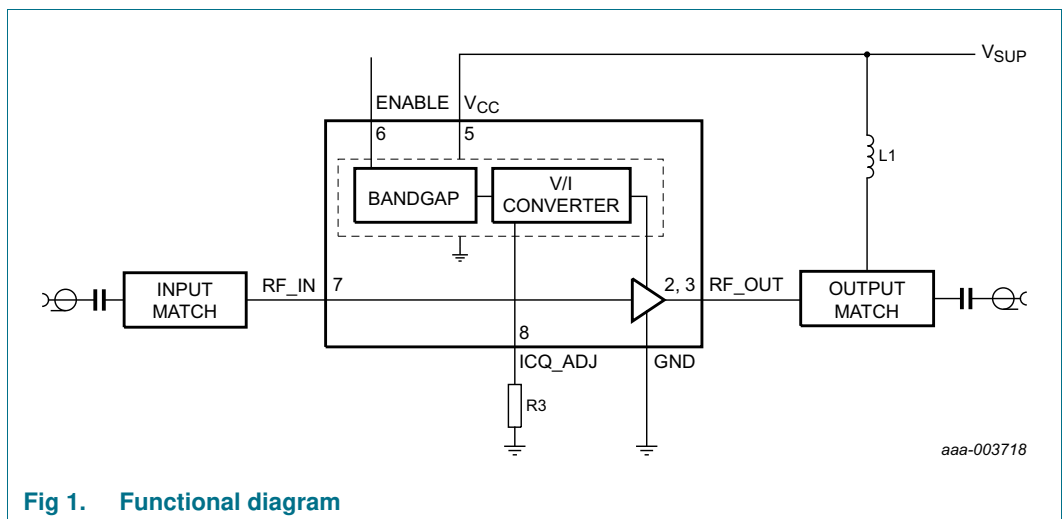 V_SUP
ENABLE V_CC
6 5
L1
BANDGAP
V/I
CONVERTER
INPUT
MATCH
RF_IN 7
2, 3 RF_OUT
OUTPUT
MATCH
8
ICQ_ADJ GND
R3
aaa-003718
Fig 1. Functional diagram